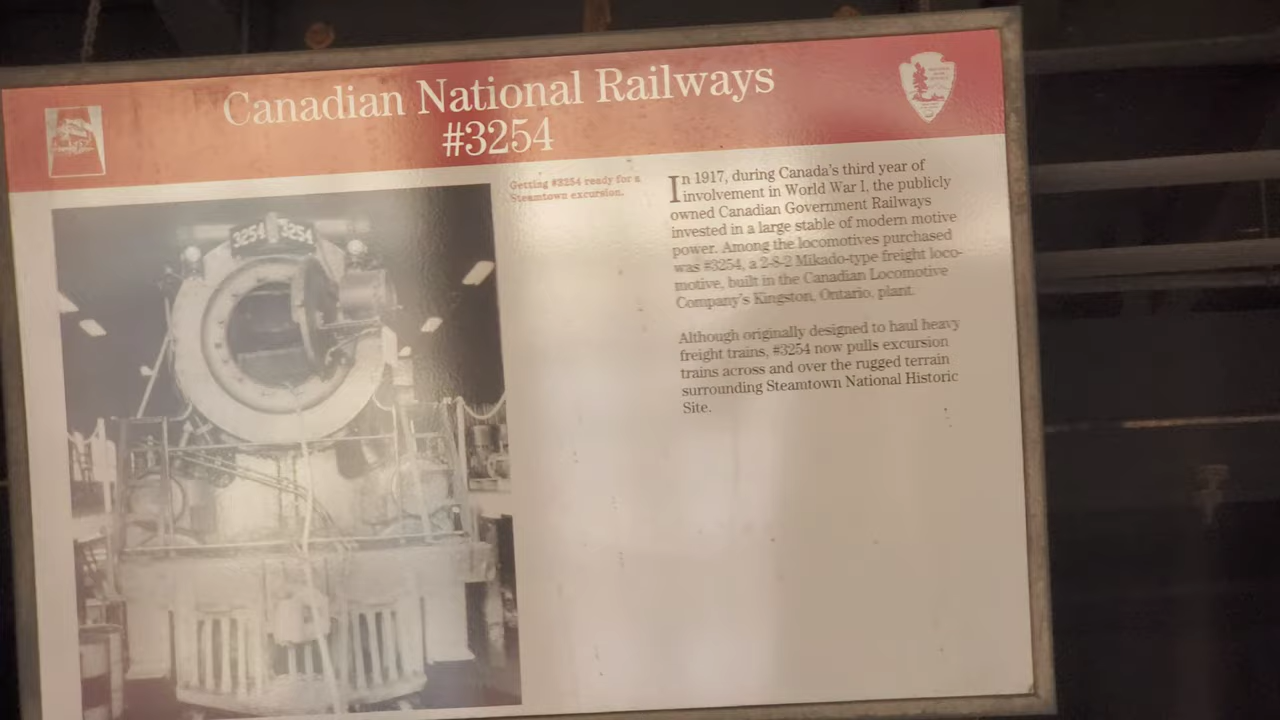 Canadian National Railways
#3254
Getting #3254 ready for a
Steamtown excursion.
3254 3254
In 1917, during Canada's third year of
involvement in World War I, the publicly
owned Canadian Government Railways
invested in a large stable of modern motive
power. Among the locomotives purchased
was #3254, a 2-8-2 Mikado-type freight loco-
motive, built in the Canadian Locomotive
Company's Kingston, Ontario, plant.
Although originally designed to haul heavy
freight trains, #3254 now pulls excursion
trains across and over the rugged terrain
surrounding Steamtown National Historic
Site.